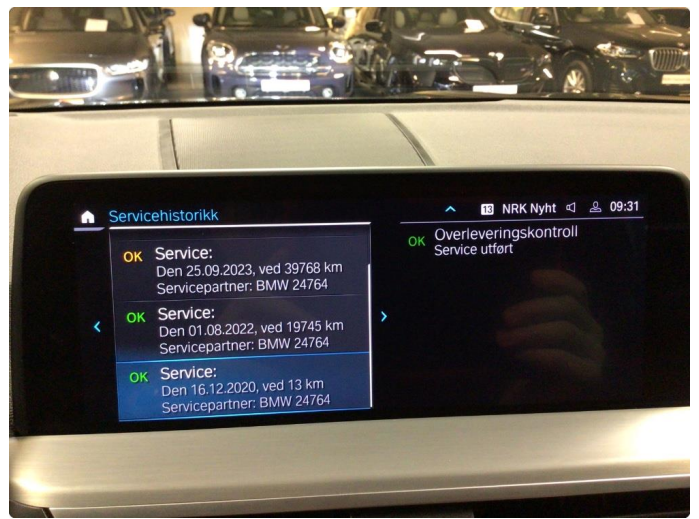 Servicehistorikk
13 NRK Nyht 09:31
OK Service:
Den 25.09.2023, ved 39768 km
Servicepartner: BMW 24764
OK Service:
Den 01.08.2022, ved 19745 km
Servicepartner: BMW 24764
OK Service:
Den 16.12.2020, ved 13 km
Servicepartner: BMW 24764
OK Overleveringskontroll
Service utført